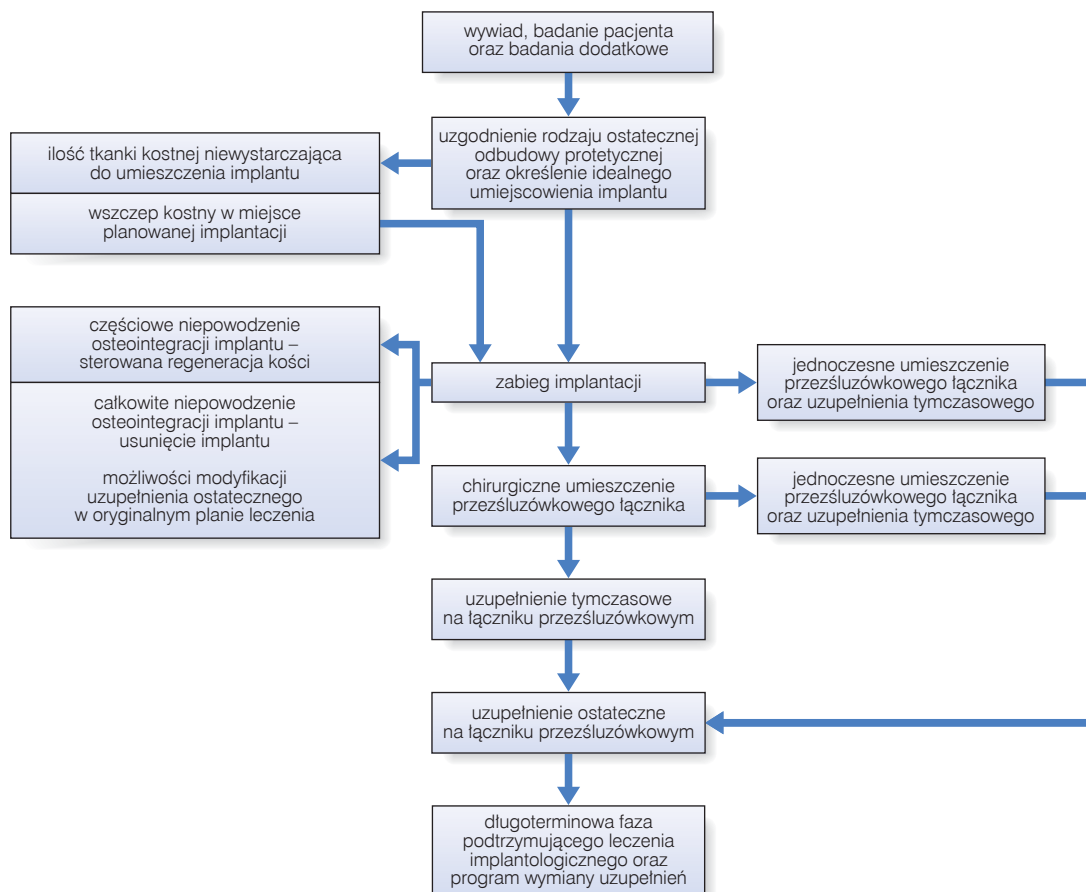 wywiad, badanie pacjenta
oraz badania dodatkowe
uzgodnienie rodzaju ostatecznej
odbudowy protetycznej
oraz określenie idealnego
umiejscowienia implantu
ilość tkanki kostnej niewystarczająca
do umieszczenia implantu
wszczep kostny w miejsce
planowanej implantacji
częściowe niepowodzenie
osteointegracji implantu –
sterowana regeneracja kości
całkowite niepowodzenie
osteointegracji implantu –
usunięcie implantu
możliwości modyfikacji
uzupełnienia ostatecznego
w oryginalnym planie leczenia
zabieg implantacji
jednoczesne umieszczenie
przezśluzówkowego łącznika
oraz uzupełnienia tymczasowego
chirurgiczne umieszczenie
przezśluzówkowego łącznika
jednoczesne umieszczenie
przezśluzówkowego łącznika
oraz uzupełnienia tymczasowego
uzupełnienie tymczasowe
na łączniku przezśluzówkowym
uzupełnienie ostateczne
na łączniku przezśluzówkowym
długoterminowa faza
podtrzymującego leczenia
implantologicznego oraz
program wymiany uzupełnień